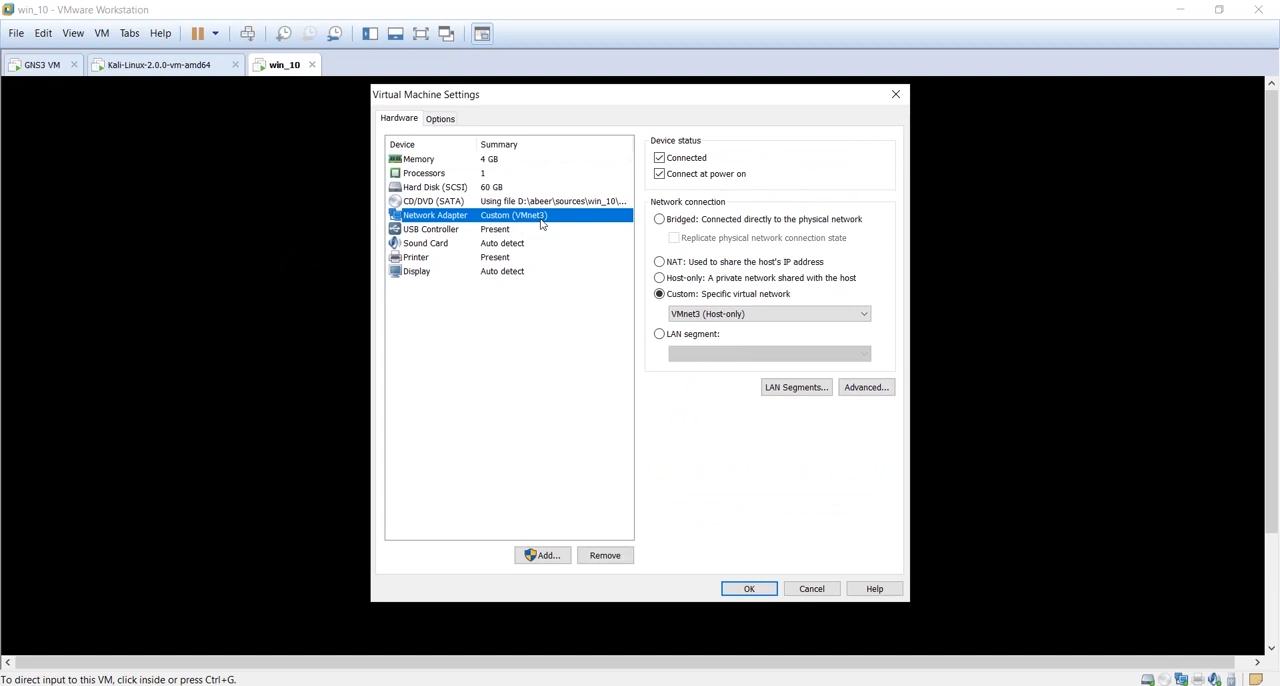 win_10 - VMware Workstation
File Edit View VM Tabs Help
GNS3 VM Kali-Linux-2.0.0-vm-amd64 win_10
Virtual Machine Settings
Hardware Options
Device Summary
Memory 4 GB
Processors 1
Hard Disk (SCSI) 60 GB
CD/DVD (SATA) Using file D:\abeer\sources\win_10\...
Network Adapter Custom (VMnet3)
USB Controller Present
Sound Card Auto detect
Printer Present
Display Auto detect
Add... Remove
Device status
Connected
Connect at power on
Network connection
Bridged: Connected directly to the physical network
Replicate physical network connection state
NAT: Used to share the host's IP address
Host-only: A private network shared with the host
Custom: Specific virtual network
VMnet3 (Host-only)
LAN segment:
LAN Segments... Advanced...
OK Cancel Help
To direct input to this VM, click inside or press Ctrl+G.